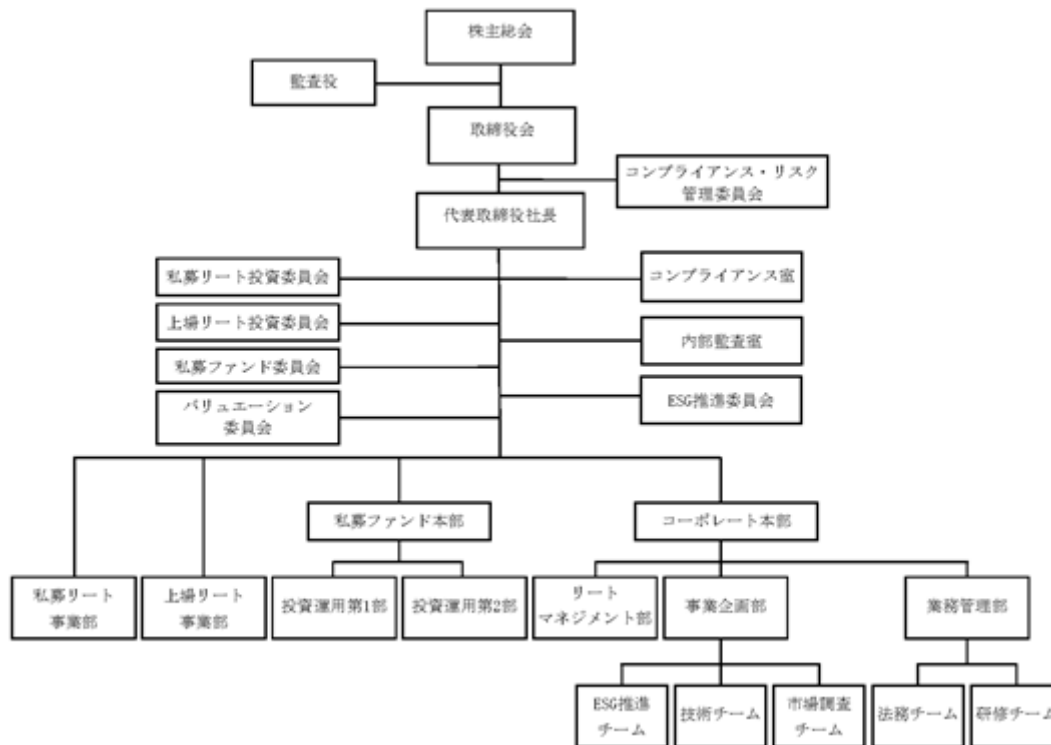 株主総会
監査役
取締役会
コンプライアンス・リスク
管理委員会
代表取締役社長
私募リート投資委員会
コンプライアンス室
上場リート投資委員会
内部監査室
私募ファンド委員会
ESG推進委員会
バリュエーション
委員会
私募ファンド本部
コーポレート本部
私募リート
事業部
上場リート
事業部
投資運用第1部
投資運用第2部
リート
マネジメント部
事業企画部
業務管理部
ESG推進
チーム
技術チーム
市場調査
チーム
法務チーム
研修チーム